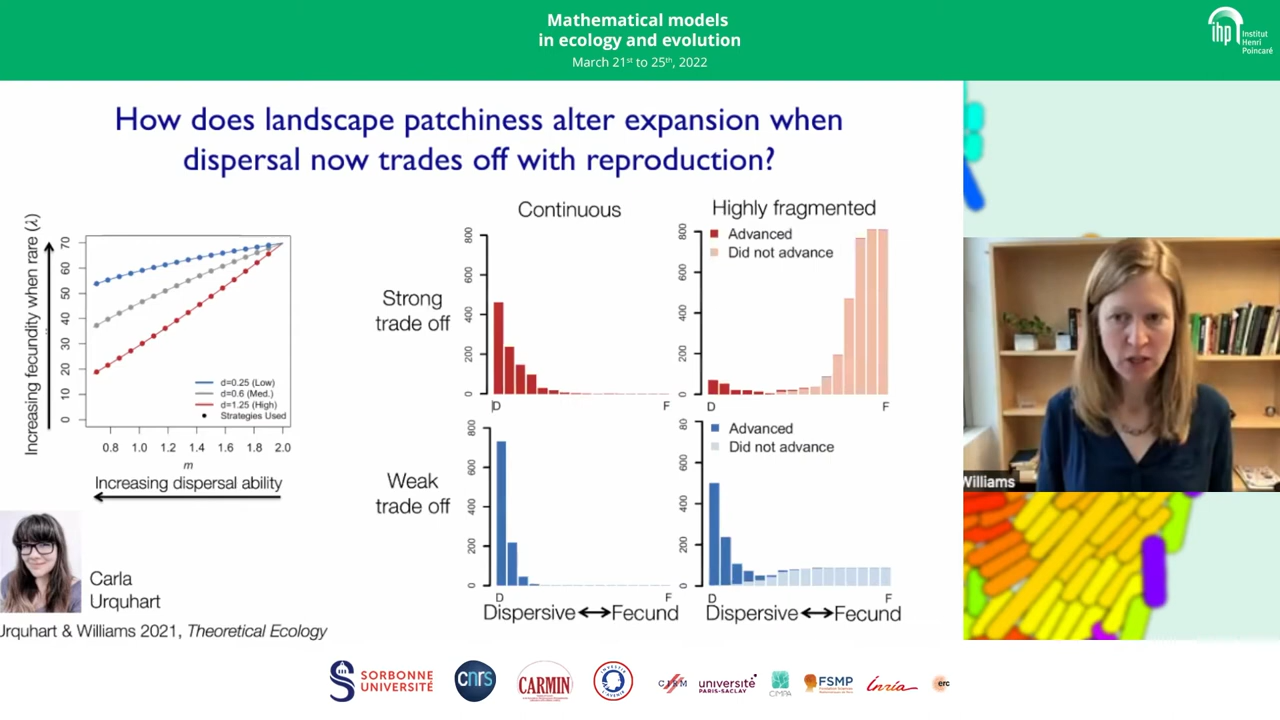 Mathematical models
in ecology and evolution
March 21st to 25th, 2022
ihp
Institut
Henri
Poincaré
How does landscape patchiness alter expansion when
dispersal now trades off with reproduction?
Increasing fecundity when rare (λ)
70
60
50
40
30
20
10
0
d=0.25 (Low)
d=0.6 (Med.)
d=1.25 (High)
Strategies Used
0.8 1.0 1.2 1.4 1.6 1.8 2.0
m
Increasing dispersal ability
Continuous
Highly fragmented
Strong
trade off
800
600
400
200
0
D F
Advanced
Did not advance
800
600
400
200
0
D F
Weak
trade off
800
600
400
200
0
D F
Dispersive Fecund
Advanced
Did not advance
80
600
400
200
0
D F
Dispersive Fecund
Carla
Urquhart
Urquhart & Williams 2021, Theoretical Ecology
Williams
SORBONNE
UNIVERSITÉ
cnrs
CARMIN
université
PARIS-SACLAY
FSMP
Inria
erc